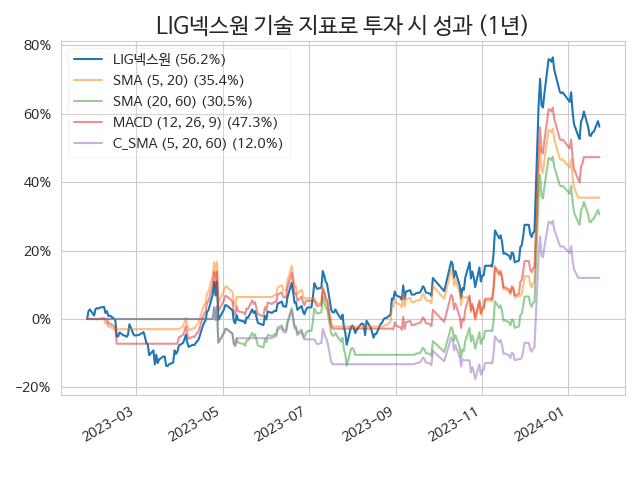 LIG넥스원 기술 지표로 투자 시 성과 (1년)
80%
60%
40%
20%
0%
−20%
LIG넥스원 (56.2%)
SMA (5, 20) (35.4%)
SMA (20, 60) (30.5%)
MACD (12, 26, 9) (47.3%)
C_SMA (5, 20, 60) (12.0%)
2023-03
2023-05
2023-07
2023-09
2023-11
2024-01